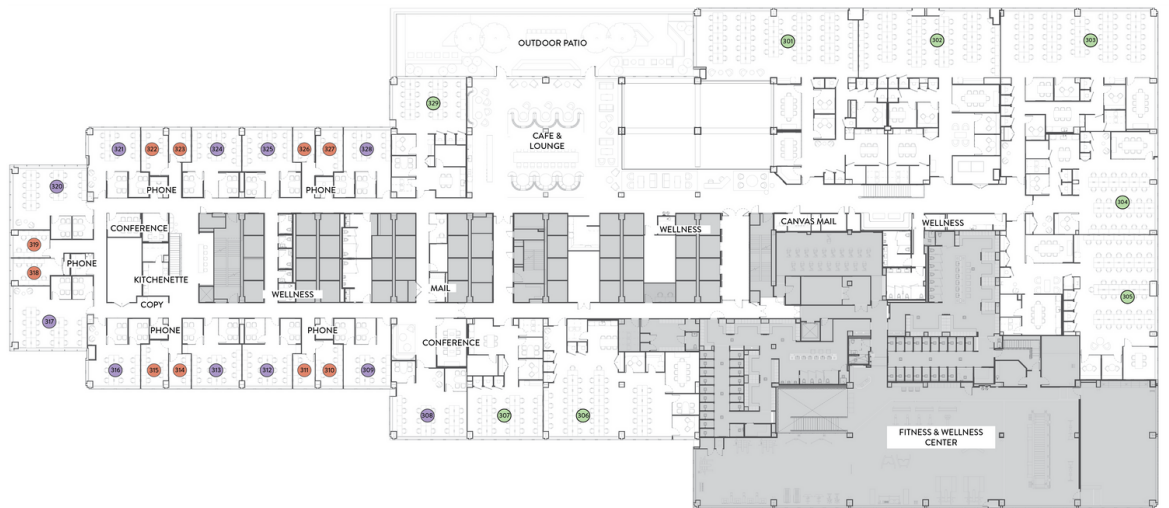 OUTDOOR PATIO
301
302
303
329
CAFE &
LOUNGE
321
322
323
324
325
326
327
328
320
PHONE
PHONE
304
CONFERENCE
WELLNESS
CANVAS MAIL
WELLNESS
319
PHONE
318
KITCHENETTE
MAIL
WELLNESS
305
COPY
317
PHONE
PHONE
CONFERENCE
316
315
314
313
312
311
310
309
308
307
306
FITNESS & WELLNESS
CENTER